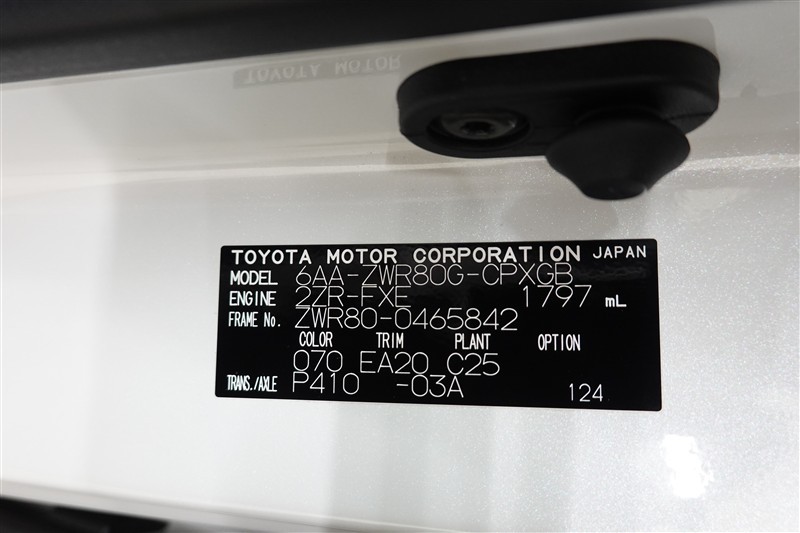 TOYOTA MOTOR
TOYOTA MOTOR CORPORATION JAPAN
MODEL 6AA-ZWR80G-CPXGB
ENGINE 2ZR-FXE 1797 mL
FRAME No. ZWR80-0465842
COLOR TRIM PLANT OPTION
070 EA20 C25
TRANS./AXLE P410 -03A 124